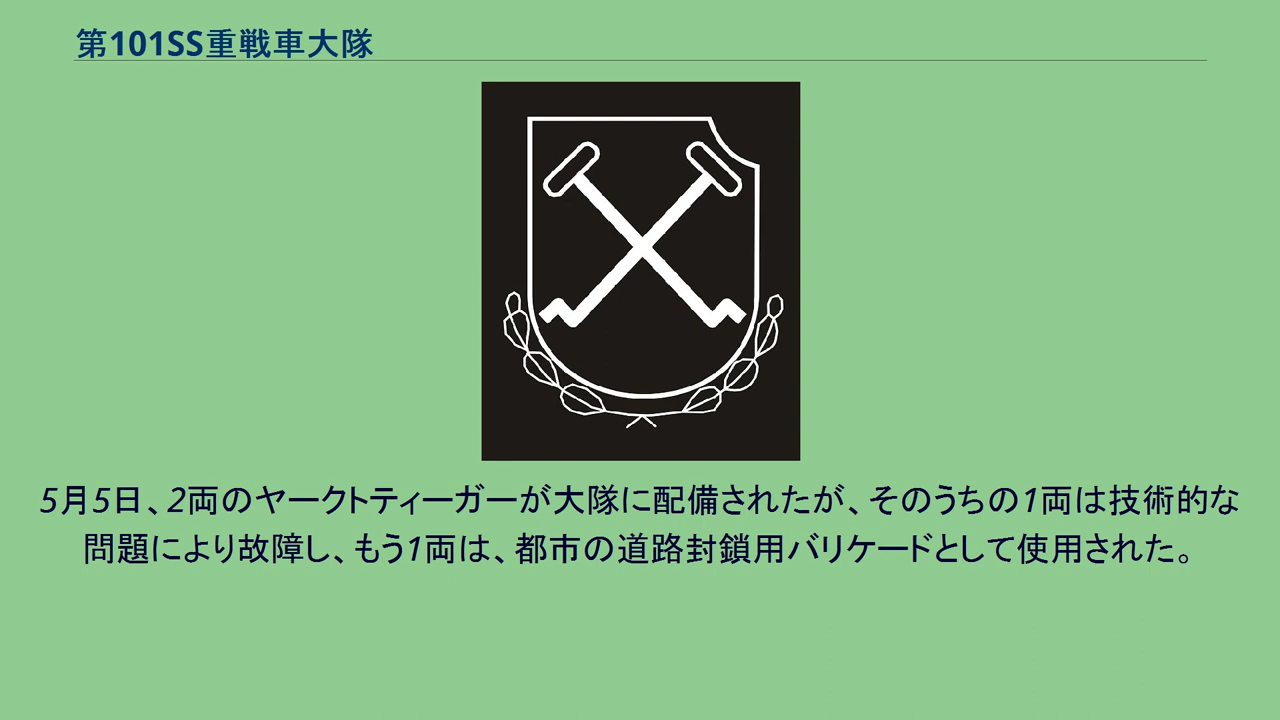 第101SS重戦車大隊
5月5日、2両のヤークトティーガーが大隊に配備されたが、そのうちの1両は技術的な
問題により故障し、もう1両は、都市の道路封鎖用バリケードとして使用された。